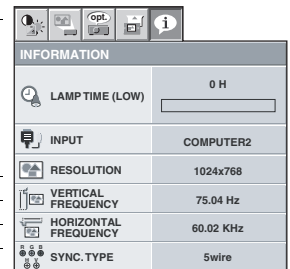 opt.
i
INFORMATION
LAMP TIME (LOW)
0 H
INPUT
COMPUTER2
RESOLUTION
1024x768
VERTICAL
FREQUENCY
75.04 Hz
HORIZONTAL
FREQUENCY
60.02 KHz
R G B
H V
SYNC. TYPE
5wire